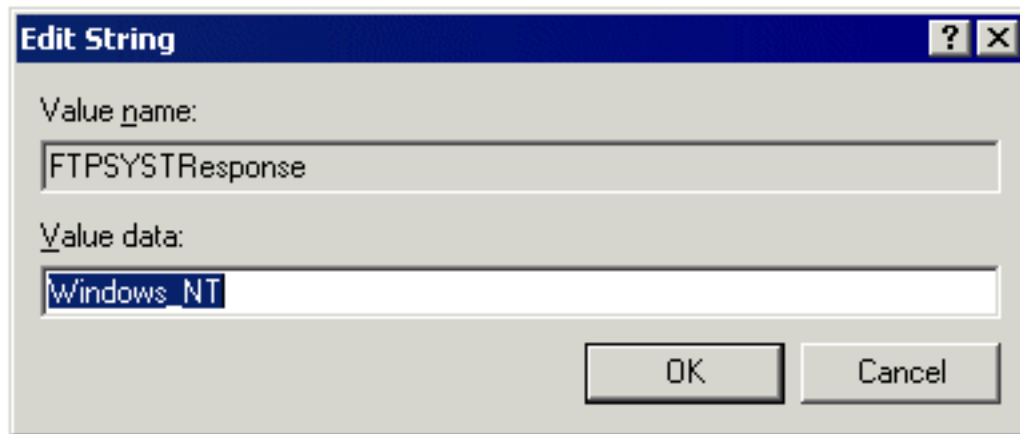 Edit String
Value name:
FTPSYSTResponse
Value data:
Windows_NT
OK Cancel